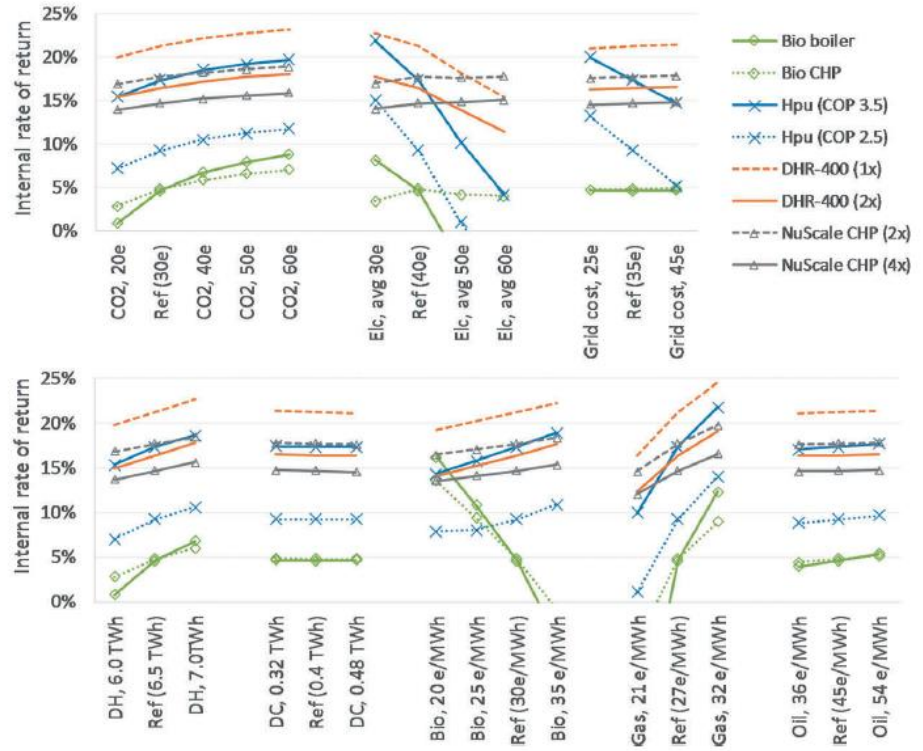 25%
20%
15%
10%
5%
0%
Internal rate of return
CO2, 20e
Ref (30e)
CO2, 40e
CO2, 50e
CO2, 60e
Elc, avg 30e
Ref (40e)
Elc, avg 50e
Elc, avg 60e
Grid cost, 25e
Ref (35e)
Grid cost, 45e
Bio boiler
Bio CHP
Hpu (COP 3.5)
Hpu (COP 2.5)
DHR-400 (1x)
DHR-400 (2x)
NuScale CHP (2x)
NuScale CHP (4x)
25%
20%
15%
10%
5%
0%
Internal rate of return
DH, 6.0 TWh
Ref (6.5 TWh)
DH, 7.0TWh
DC, 0.32 TWh
Ref (0.4 TWh)
DC, 0.48 TWh
Bio, 20 e/MWh
Bio, 25 e/MWh
Ref (30e/MWh)
Bio, 35 e/MWh
Gas, 21 e/MWh
Ref (27e/MWh)
Gas, 32 e/MWh
Oil, 36 e/MWh
Ref (45e/MWh)
Oil, 54 e/MWh